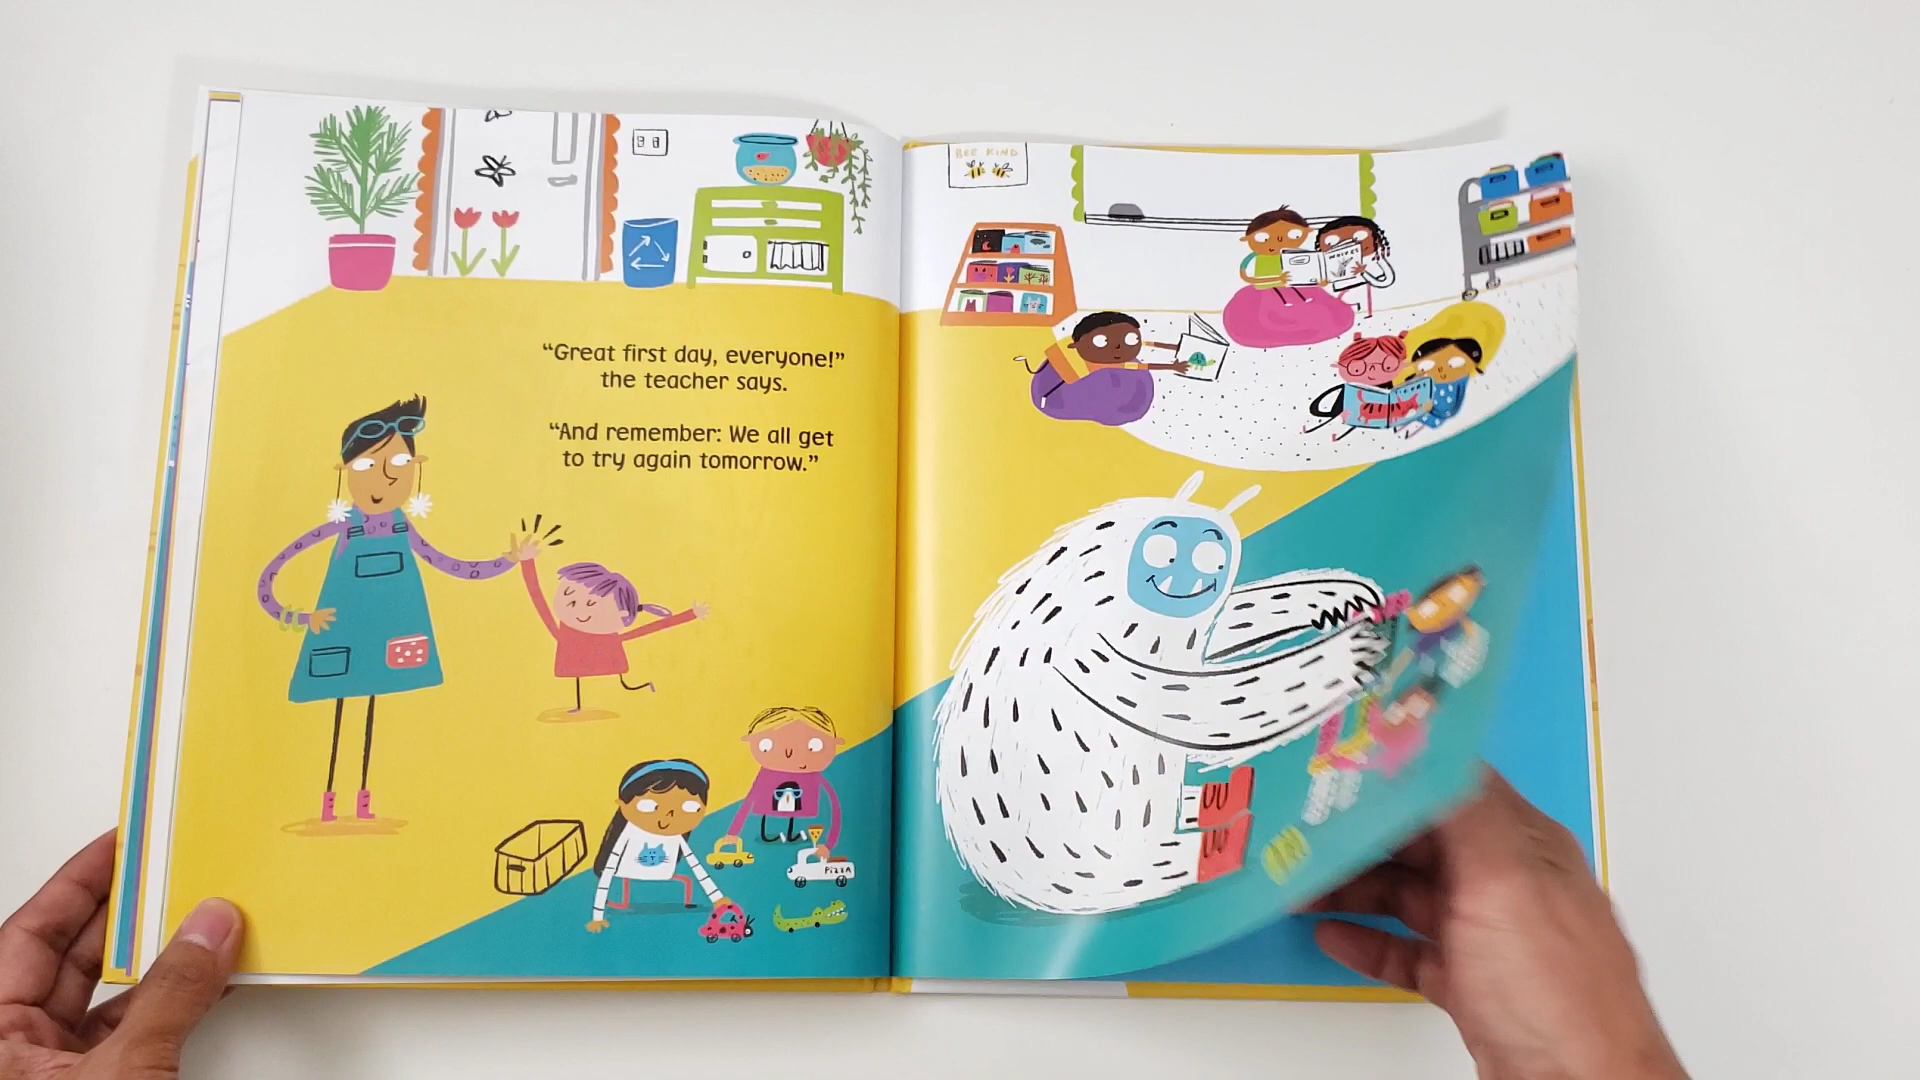 “Great first day, everyone!”
the teacher says.
“And remember: We all get
to try again tomorrow.”
PIZZA
BEE KIND
WOLVES